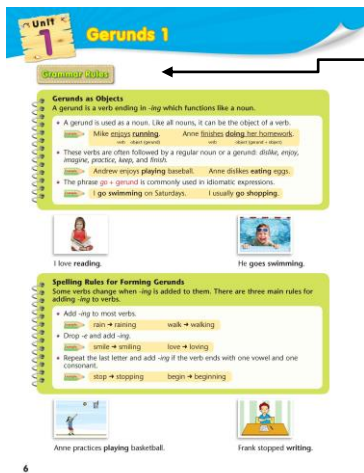 Unit
1
Gerunds 1
Grammar Rules
Gerunds as Objects
A gerund is a verb ending in -ing which functions like a noun.
• A gerund is used as a noun. Like all nouns, it can be the object of a verb.
Mike enjoys running. Anne finishes doing her homework.
verb object (gerund) verb object (gerund + object)
• These verbs are often followed by a regular noun or a gerund: dislike, enjoy,
imagine, practice, keep, and finish.
Andrew enjoys playing baseball. Anne dislikes eating eggs.
• The phrase go + gerund is commonly used in idiomatic expressions.
I go swimming on Saturdays. I usually go shopping.
I love reading. He goes swimming.
Spelling Rules for Forming Gerunds
Some verbs change when -ing is added to them. There are three main rules for
adding -ing to verbs.
• Add -ing to most verbs.
rain → raining walk → walking
• Drop -e and add -ing.
smile → smiling love → loving
• Repeat the last letter and add -ing if the verb ends with one vowel and one
consonant.
stop → stopping begin → beginning
Anne practices playing basketball. Frank stopped writing.
6